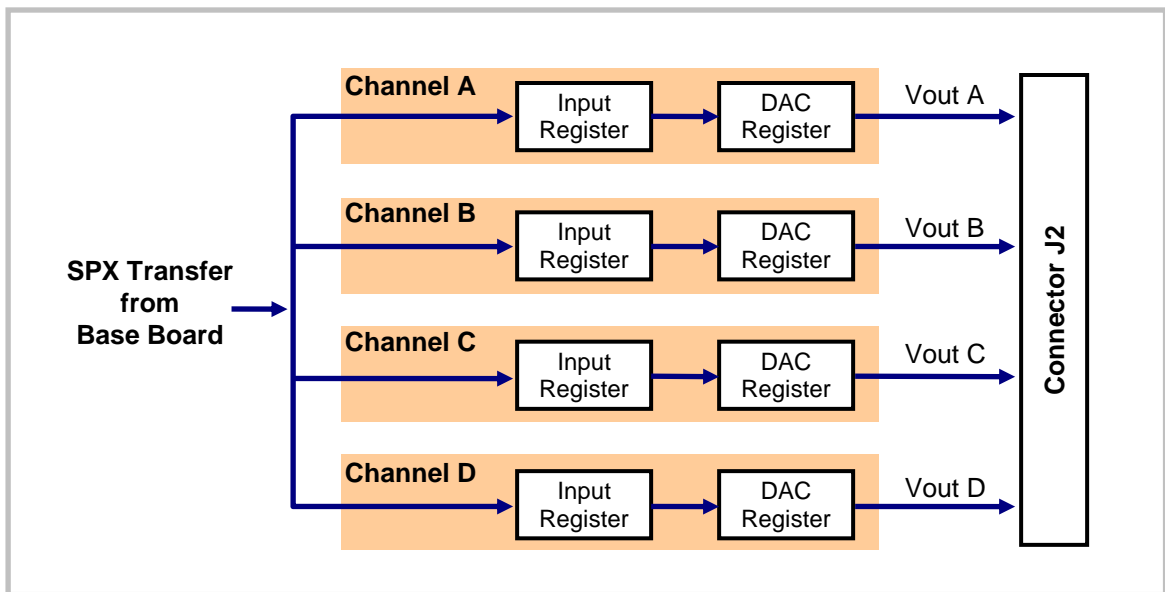 SPX Transfer
from
Base Board
Channel A
Input
Register
DAC
Register
Vout A
Channel B
Input
Register
DAC
Register
Vout B
Channel C
Input
Register
DAC
Register
Vout C
Channel D
Input
Register
DAC
Register
Vout D
Connector J2